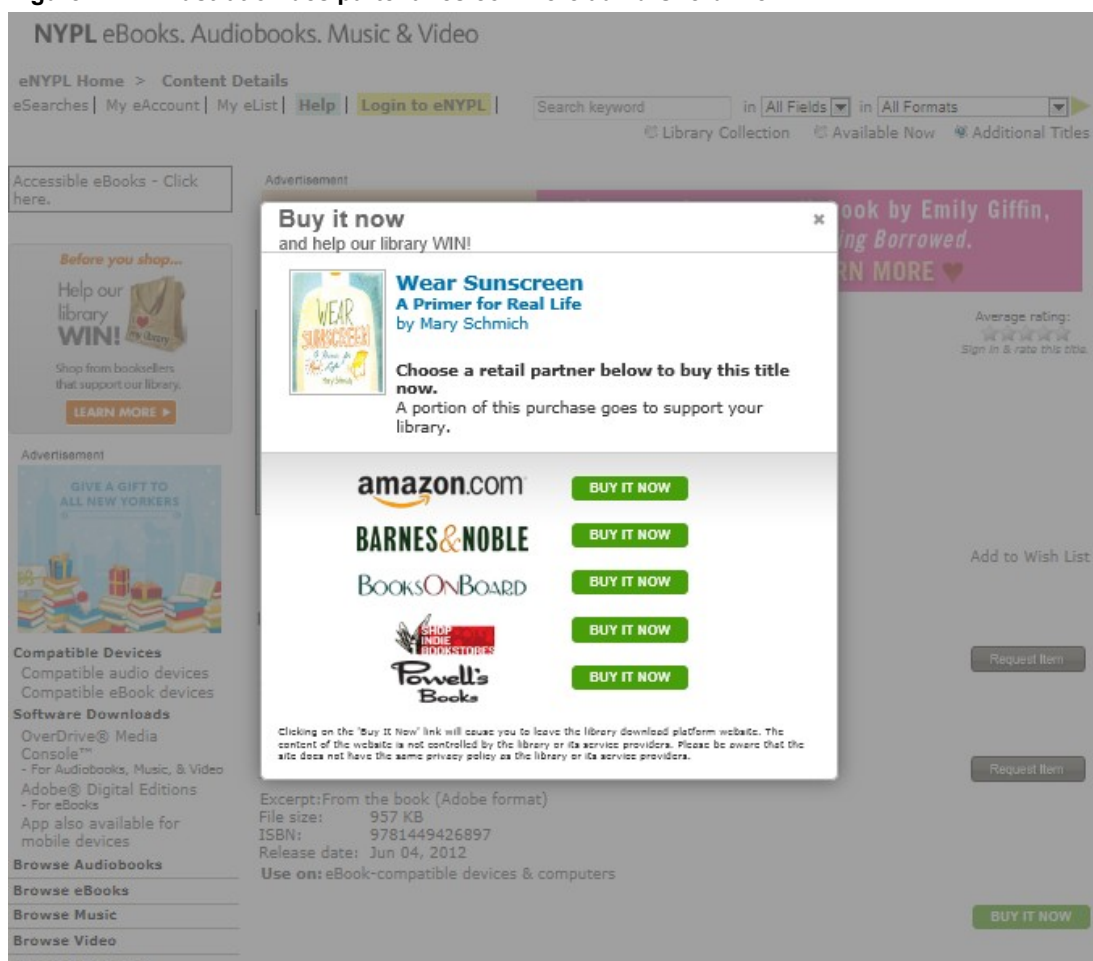 NYPL eBooks. Audiobooks. Music & Video
eNYPL Home > Content Details
eSearches | My eAccount | My eList | Help | Login to eNYPL |
Search keyword in All Fields in All Formats
Library Collection Available Now Additional Titles
Accessible eBooks - Click
here.
Before you shop...
Help our
library
WIN!
my library
Shop from booksellers
that support our library.
LEARN MORE
Advertisement
GIVE A GIFT TO
ALL NEW YORKERS
Compatible Devices
Compatible audio devices
Compatible eBook devices
Software Downloads
OverDrive® Media
Console™
- For Audiobooks, Music, & Video
Adobe® Digital Editions
- For eBooks
App also available for
mobile devices
Browse Audiobooks
Browse eBooks
Browse Music
Browse Video
Advertisement
ook by Emily Giffin,
ing Borrowed.
RN MORE
Buy it now
×
and help our library WIN!
WEAR
SUNSCREEN
A Primer for
Real Life
Mary Schmich
Wear Sunscreen
A Primer for Real Life
by Mary Schmich
Choose a retail partner below to buy this title
now.
A portion of this purchase goes to support your
library.
amazon.com BUY IT NOW
BARNES&NOBLE BUY IT NOW
BOOKSONBOARD BUY IT NOW
SHOP
INDIE
BOOKSTORES
BUY IT NOW
Powell's
Books
BUY IT NOW
Clicking on the 'Buy It Now' link will cause you to leave the library download platform website. The
content of the website is not controlled by the library or its service providers. Please be aware that the
site does not have the same privacy policy as the library or its service providers.
Average rating:
Sign in & rate this title.
Add to Wish List
Request Item
Request Item
Excerpt:From the book (Adobe format)
File size: 957 KB
ISBN: 9781449426897
Release date: Jun 04, 2012
Use on: eBook-compatible devices & computers
BUY IT NOW